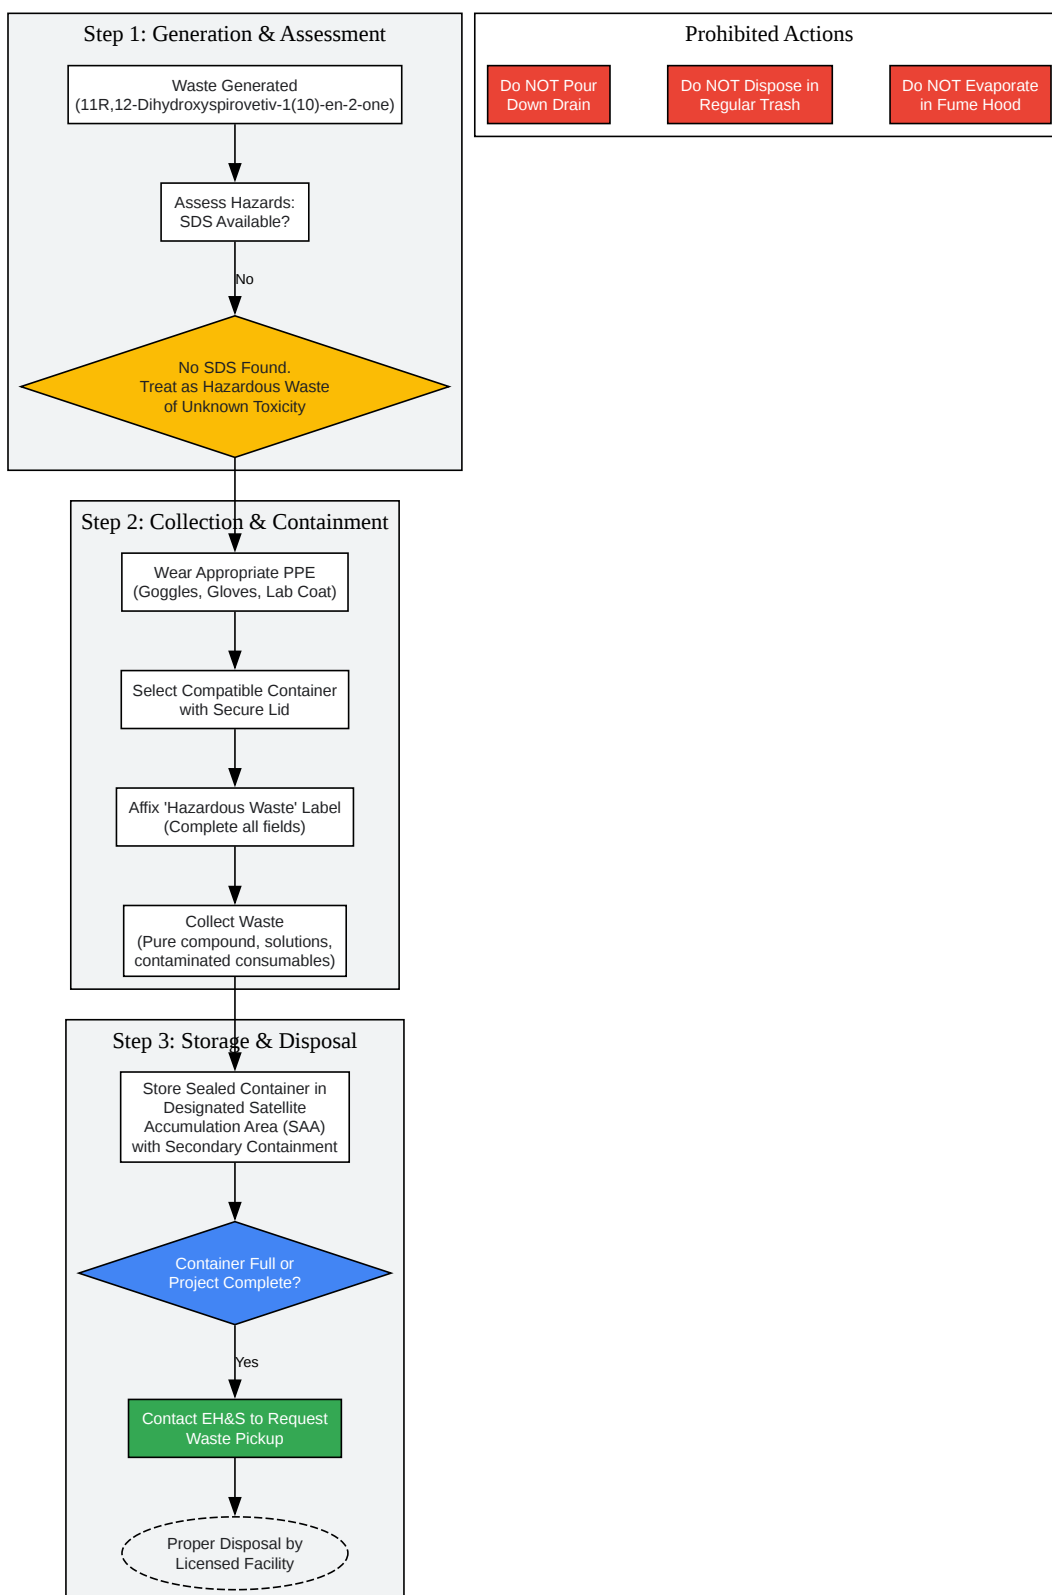 Step 1: Generation & Assessment
Waste Generated
(11R,12-Dihydroxyspirovetiv-1(10)-en-2-one)
Assess Hazards:
SDS Available?
No
No SDS Found.
Treat as Hazardous Waste
of Unknown Toxicity
Prohibited Actions
Do NOT Pour
Down Drain
Do NOT Dispose in
Regular Trash
Do NOT Evaporate
in Fume Hood
Step 2: Collection & Containment
Wear Appropriate PPE
(Goggles, Gloves, Lab Coat)
Select Compatible Container
with Secure Lid
Affix 'Hazardous Waste' Label
(Complete all fields)
Collect Waste
(Pure compound, solutions,
contaminated consumables)
Step 3: Storage & Disposal
Store Sealed Container in
Designated Satellite
Accumulation Area (SAA)
with Secondary Containment
Container Full or
Project Complete?
Yes
Contact EH&S to Request
Waste Pickup
Proper Disposal by
Licensed Facility